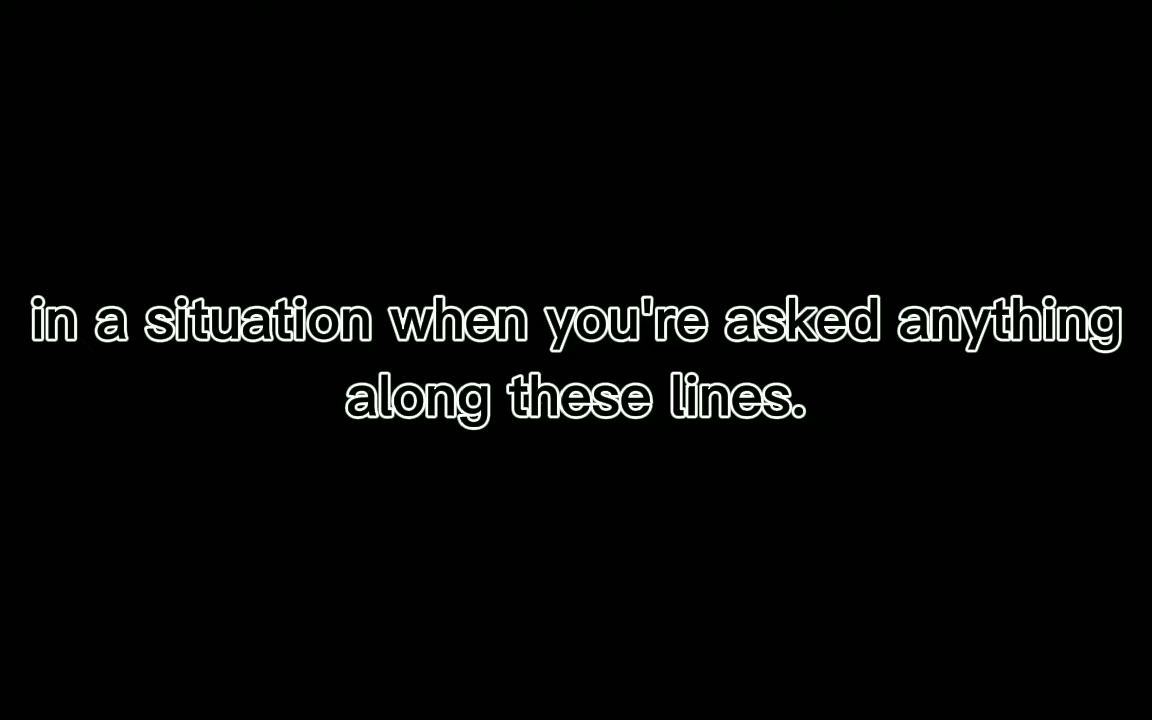 in a situation when you're asked anything
along these lines.